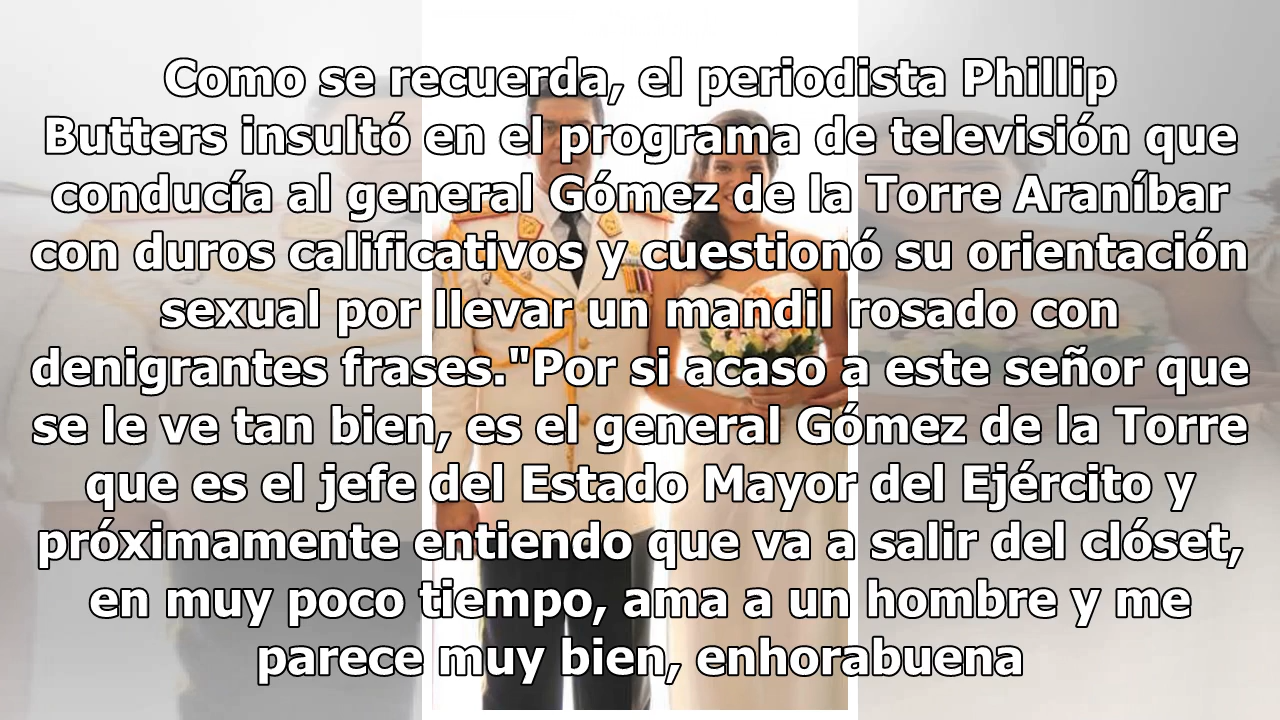 Como se recuerda, el periodista Phillip
Butters insultó en el programa de televisión que
conducía al general Gómez de la Torre Araníbar
con duros calificativos y cuestionó su orientación
sexual por llevar un mandil rosado con
denigrantes frases."Por si acaso a este señor que
se le ve tan bien, es el general Gómez de la Torre
que es el jefe del Estado Mayor del Ejército y
próximamente entiendo que va a salir del clóset,
en muy poco tiempo, ama a un hombre y me
parece muy bien, enhorabuena